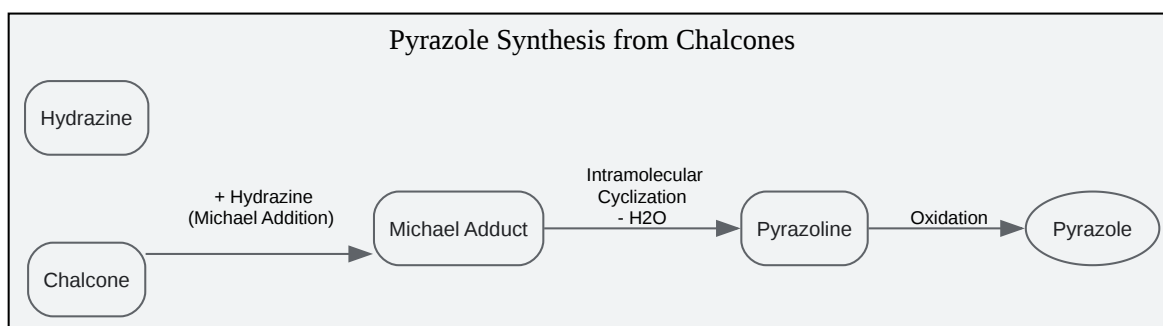 Pyrazole Synthesis from Chalcones
Hydrazine
+ Hydrazine
(Michael Addition)
Intramolecular
Cyclization
- H2O
Oxidation
Chalcone
Michael Adduct
Pyrazoline
Pyrazole